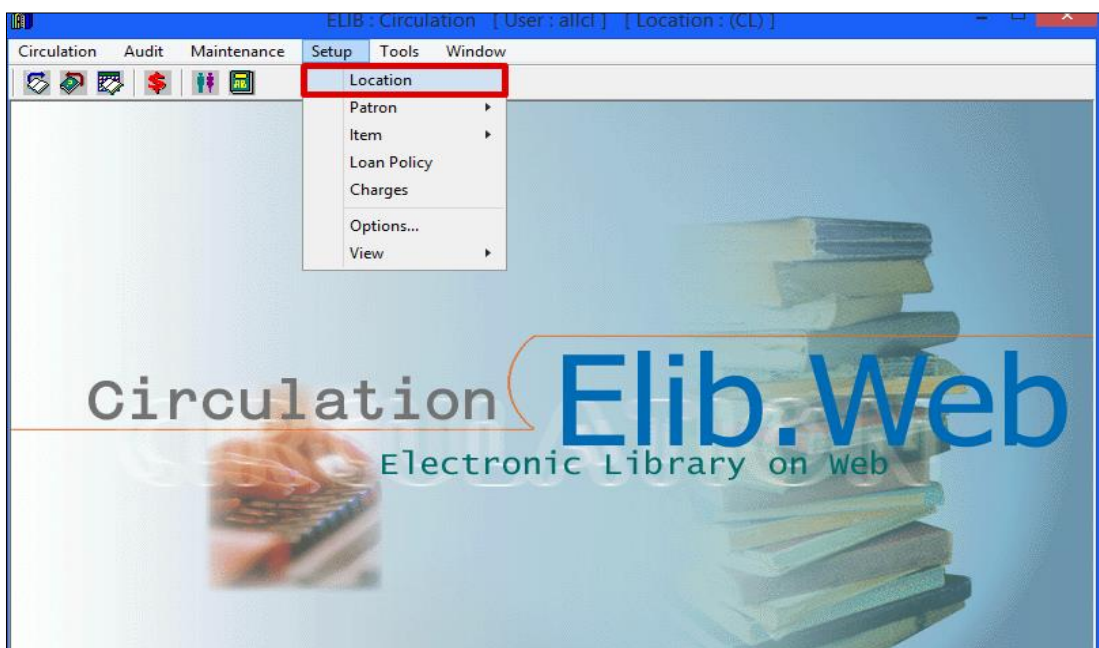 ELIB : Circulation [ User : allcl ] [ Location : (CL) ]
Circulation Audit Maintenance Setup Tools Window
Location
Patron
Item
Loan Policy
Charges
Options...
View
Circulation
Elib.Web
CIRCULATION
Electronic Library on Web